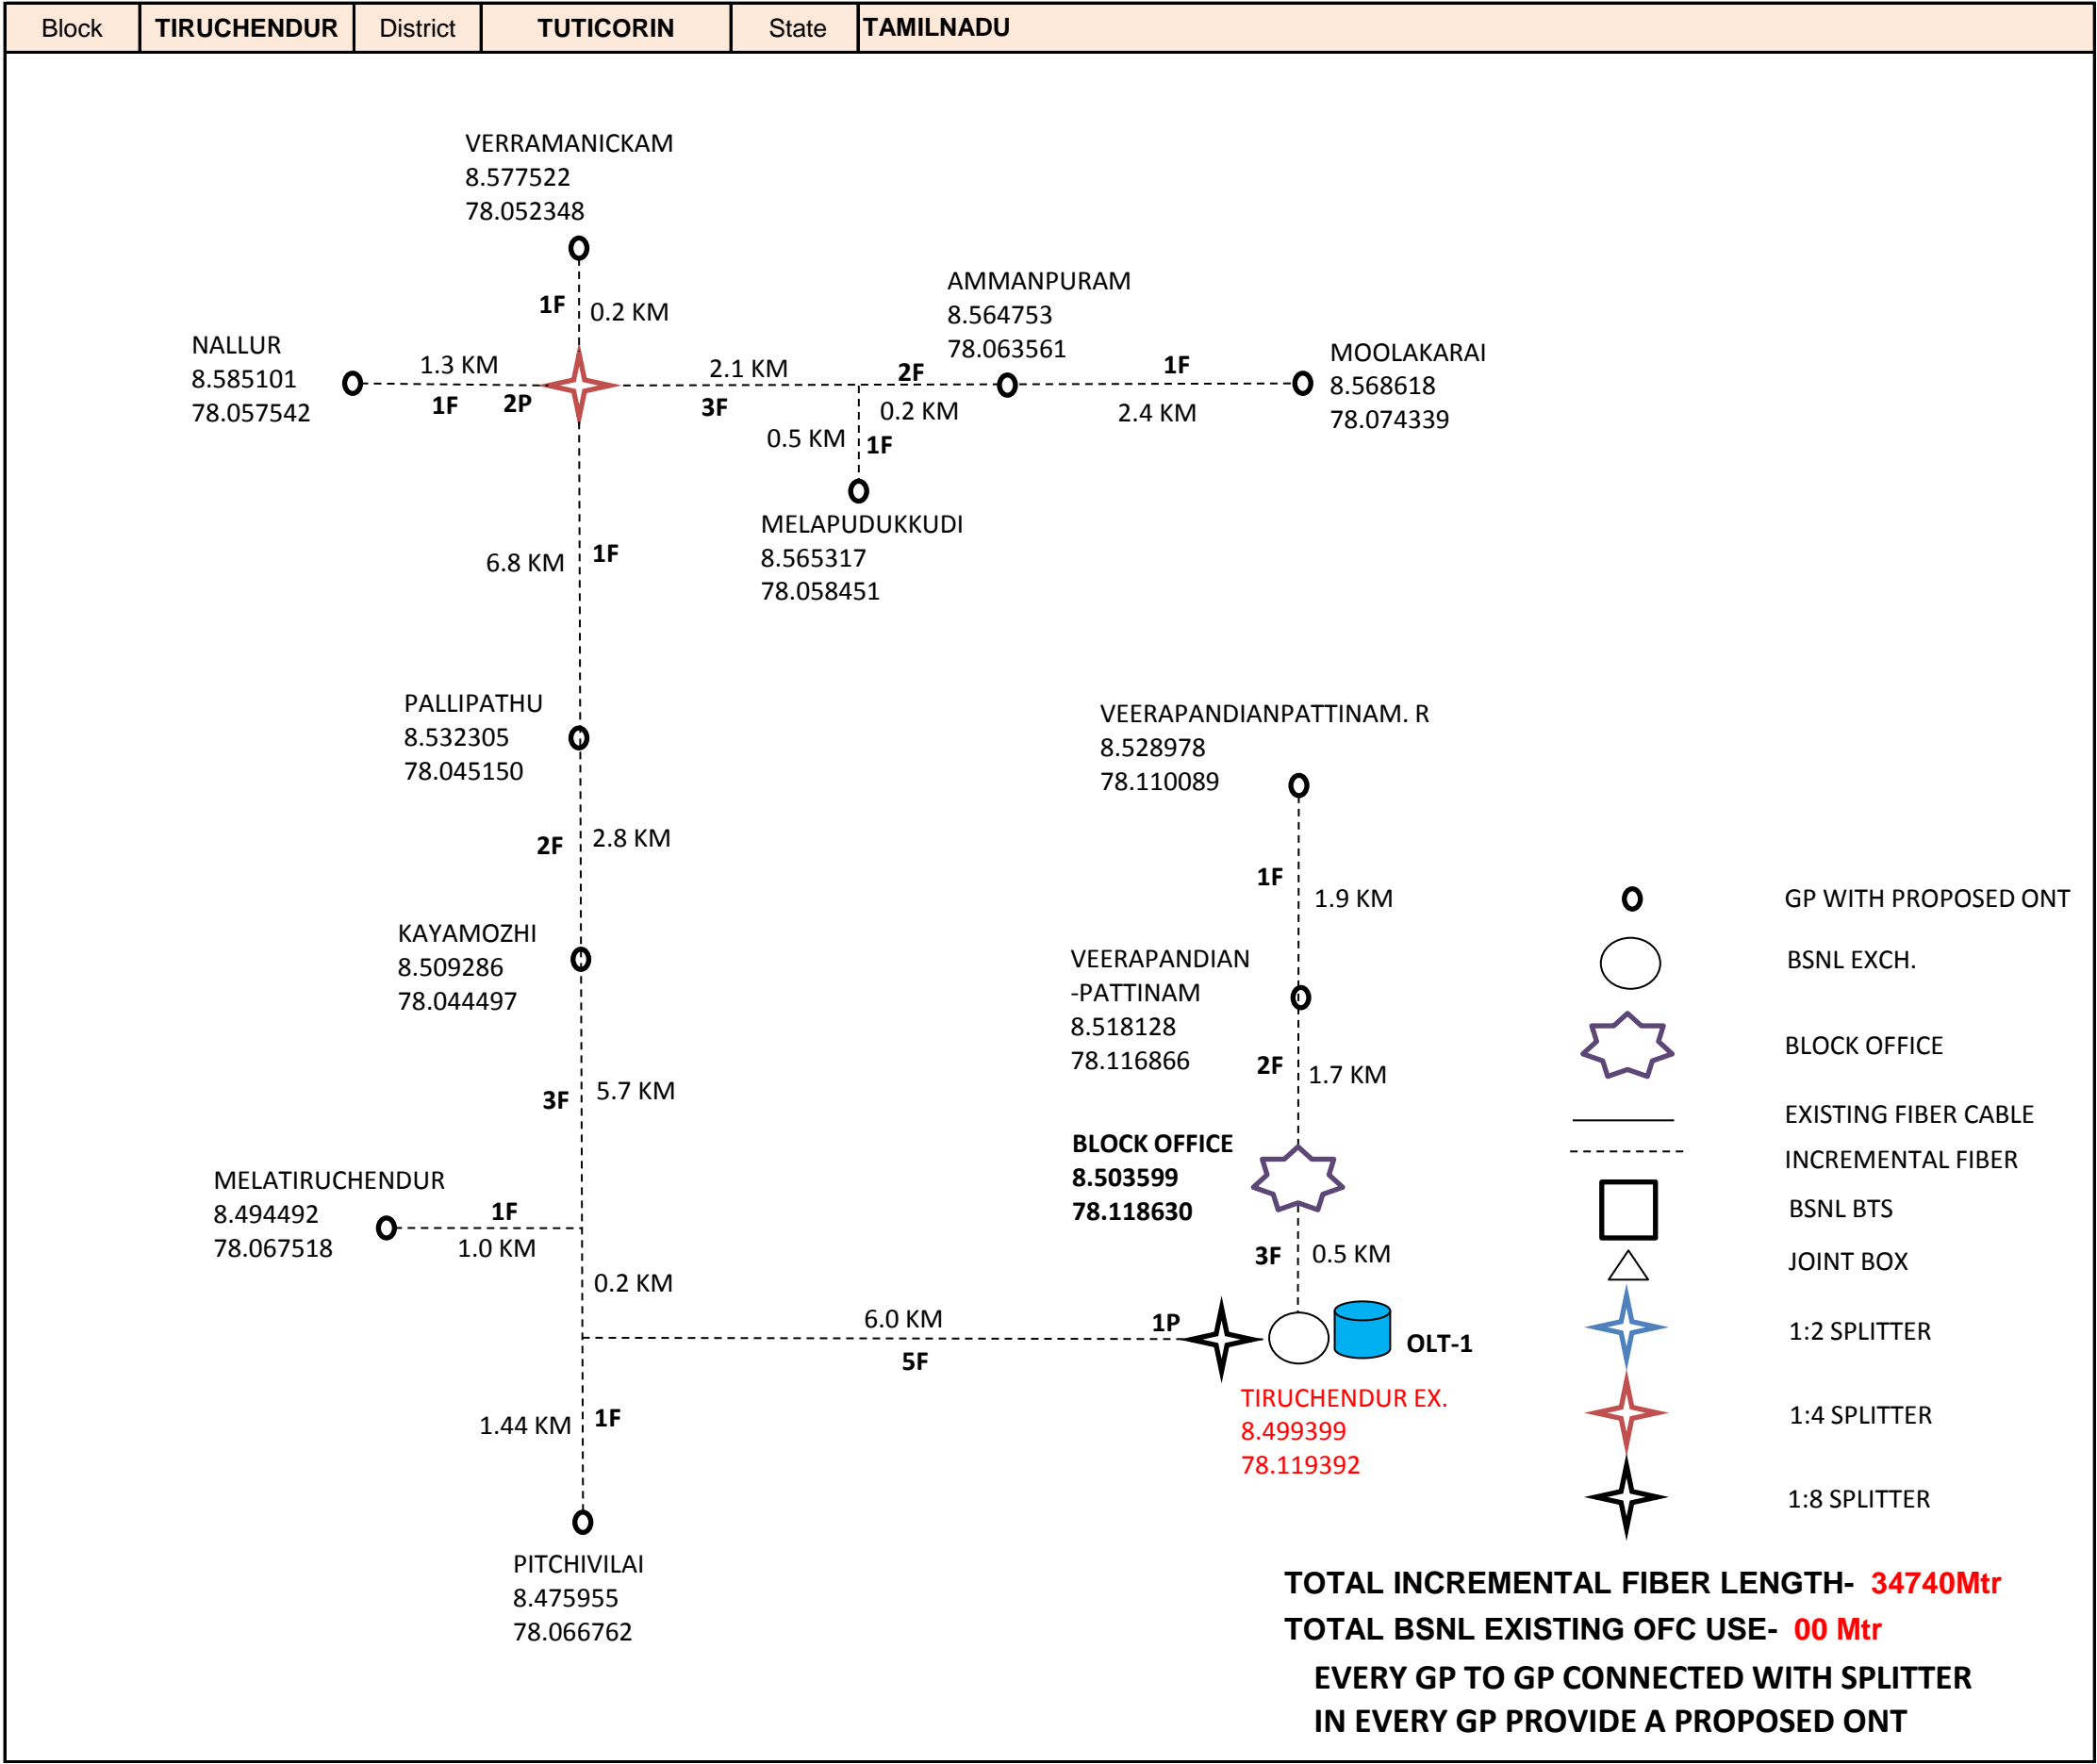 Block TIRUCHENDUR District TUTICORIN State TAMILNADU
VERRAMANICKAM
8.577522
78.052348
1F
0.2 KM
NALLUR
8.585101
78.057542
1.3 KM
1F
2P
2.1 KM
3F
AMMANPURAM
8.564753
78.063561
2F
0.2 KM
1F
2.4 KM
MOOLAKARAI
8.568618
78.074339
0.5 KM
1F
MELAPUDUKKUDI
8.565317
78.058451
6.8 KM
1F
PALLIPATHU
8.532305
78.045150
2F
2.8 KM
KAYAMOZHI
8.509286
78.044497
3F
5.7 KM
MELATIRUCHENDUR
8.494492
78.067518
1F
1.0 KM
0.2 KM
6.0 KM
5F
1P
1.44 KM
1F
PITCHIVILAI
8.475955
78.066762
VEERAPANDIANPATTINAM. R
8.528978
78.110089
1F
1.9 KM
VEERAPANDIAN
-PATTINAM
8.518128
78.116866
2F
1.7 KM
BLOCK OFFICE
8.503599
78.118630
3F
0.5 KM
OLT-1
TIRUCHENDUR EX.
8.499399
78.119392
GP WITH PROPOSED ONT
BSNL EXCH.
BLOCK OFFICE
EXISTING FIBER CABLE
INCREMENTAL FIBER
BSNL BTS
JOINT BOX
1:2 SPLITTER
1:4 SPLITTER
1:8 SPLITTER
TOTAL INCREMENTAL FIBER LENGTH- 34740Mtr
TOTAL BSNL EXISTING OFC USE- 00 Mtr
EVERY GP TO GP CONNECTED WITH SPLITTER
IN EVERY GP PROVIDE A PROPOSED ONT